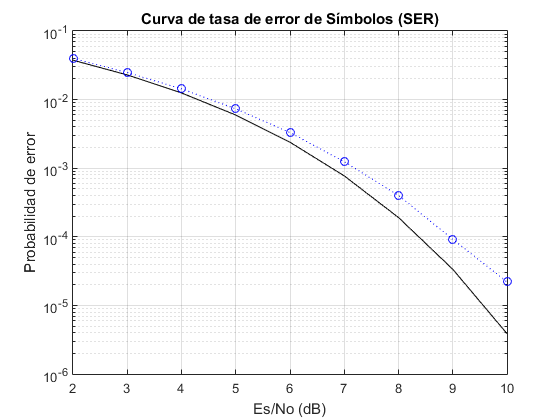 Curva de tasa de error de Símbolos (SER)
10-1
10-2
10-3
10-4
10-5
10-6
Probabilidad de error
2 3 4 5 6 7 8 9 10
Es/No (dB)